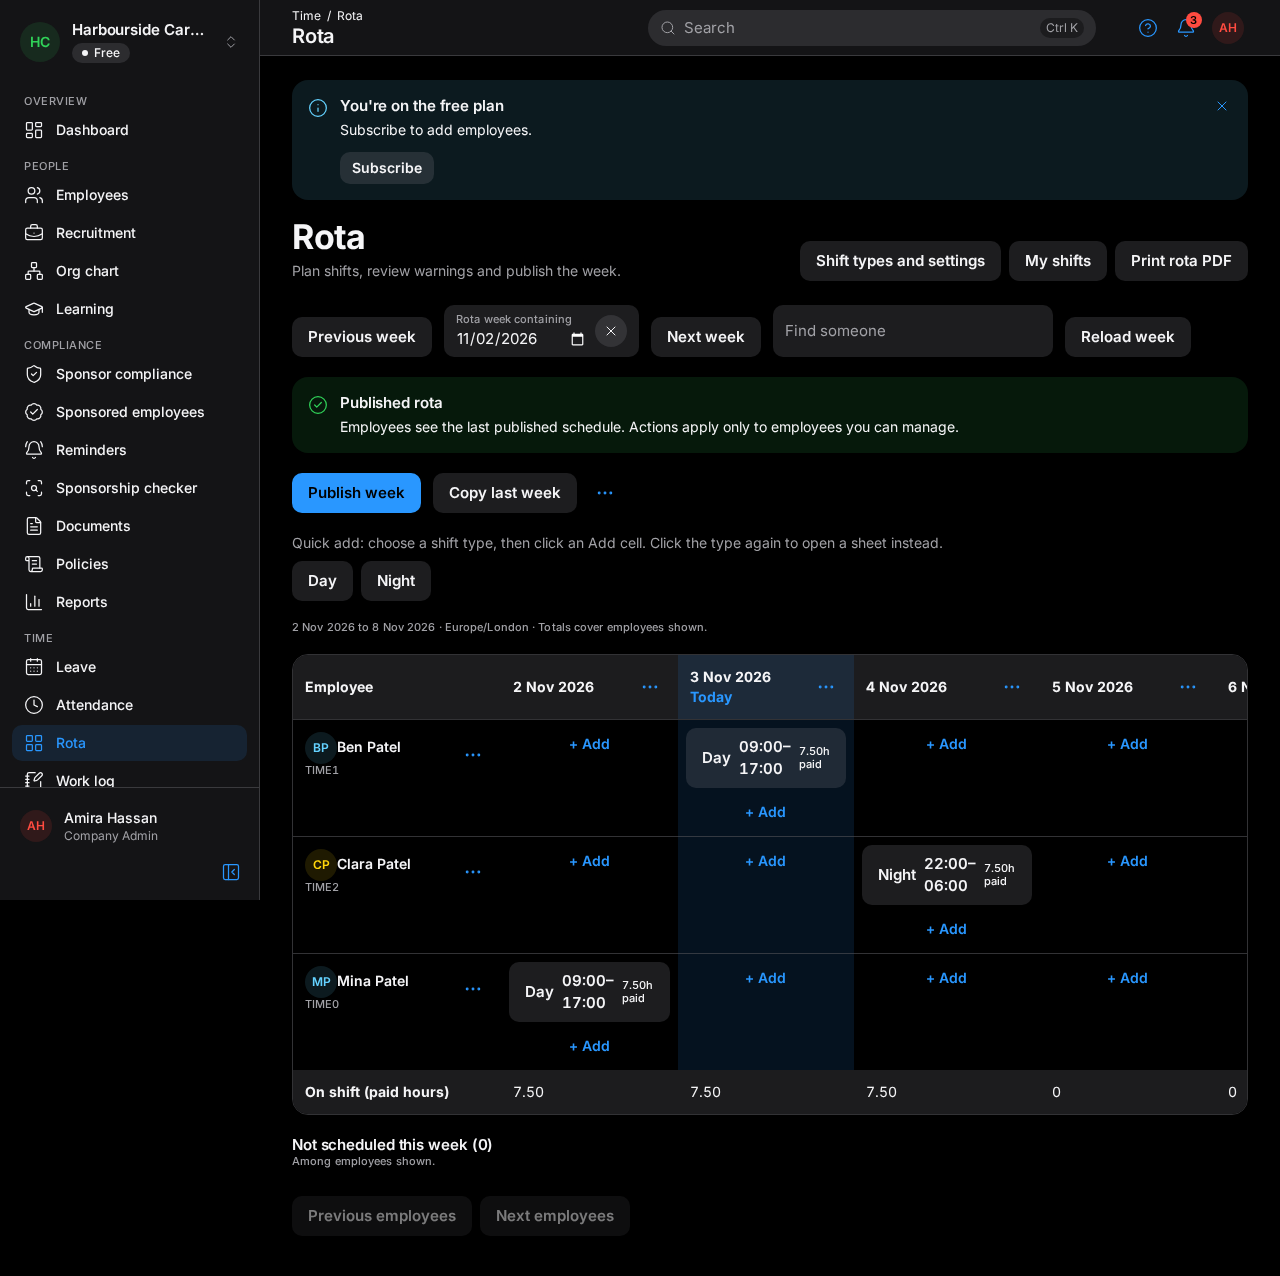 HC
Harbourside Car...
Free
OVERVIEW
Dashboard
PEOPLE
Employees
Recruitment
Org chart
Learning
COMPLIANCE
Sponsor compliance
Sponsored employees
Reminders
Sponsorship checker
Documents
Policies
Reports
TIME
Leave
Attendance
Rota
Work log
AH
Amira Hassan
Company Admin
Time / Rota
Rota
Search
Ctrl K
3
AH
You're on the free plan
Subscribe to add employees.
Subscribe
Rota
Plan shifts, review warnings and publish the week.
Shift types and settings
My shifts
Print rota PDF
Previous week
Rota week containing
11/02/2026
Next week
Find someone
Reload week
Published rota
Employees see the last published schedule. Actions apply only to employees you can manage.
Publish week
Copy last week
Quick add: choose a shift type, then click an Add cell. Click the type again to open a sheet instead.
Day
Night
2 Nov 2026 to 8 Nov 2026 · Europe/London · Totals cover employees shown.
Employee
2 Nov 2026
3 Nov 2026
Today
4 Nov 2026
5 Nov 2026
6 N
BP
Ben Patel
TIME1
+ Add
Day
09:00–
17:00
7.50h
paid
+ Add
+ Add
+ Add
CP
Clara Patel
TIME2
+ Add
+ Add
Night
22:00–
06:00
7.50h
paid
+ Add
+ Add
MP
Mina Patel
TIME0
Day
09:00–
17:00
7.50h
paid
+ Add
+ Add
+ Add
+ Add
On shift (paid hours)
7.50
7.50
7.50
0
0
Not scheduled this week (0)
Among employees shown.
Previous employees
Next employees